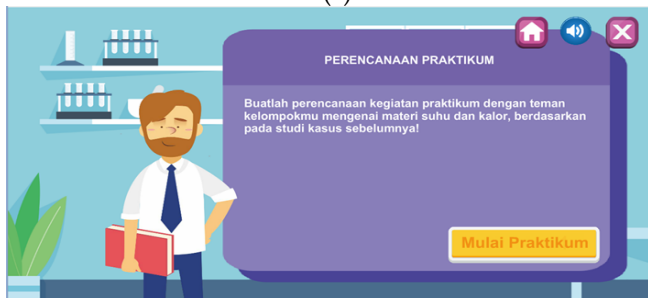 PERENCANAAN PRAKTIKUM
Buatlah perencanaan kegiatan praktikum dengan teman
kelompokmu mengenai materi suhu dan kalor, berdasarkan
pada studi kasus sebelumnya!
Mulai Praktikum